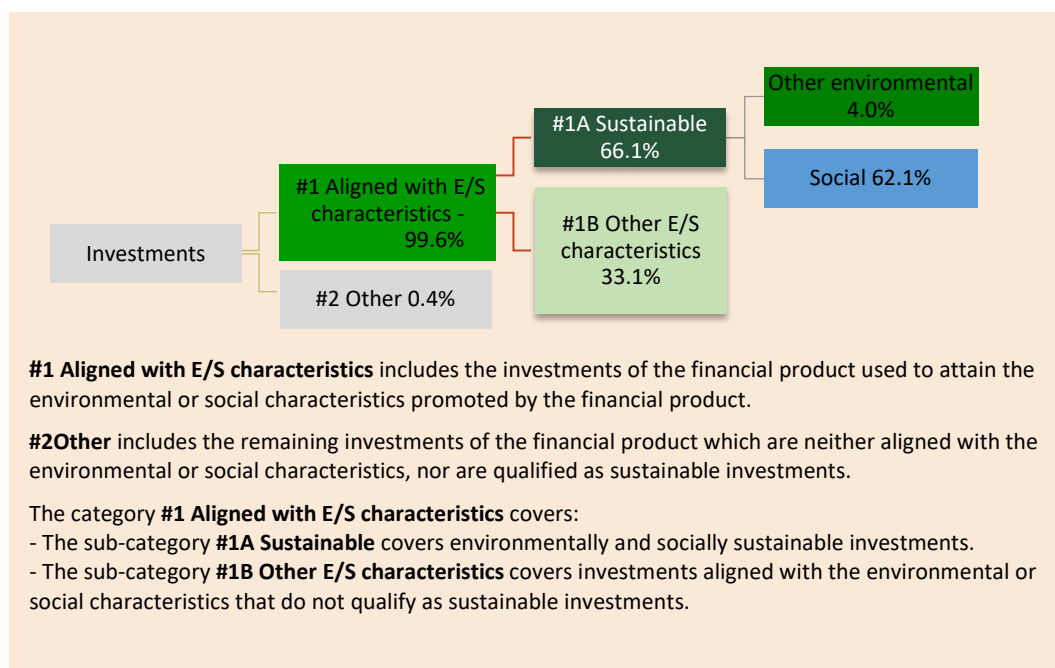 Other environmental
4.0%
#1A Sustainable
66.1%
Social 62.1%
#1 Aligned with E/S
characteristics -
99.6%
#1B Other E/S
characteristics
33.1%
Investments
#2 Other 0.4%
#1 Aligned with E/S characteristics includes the investments of the financial product used to attain the
environmental or social characteristics promoted by the financial product.
#2Other includes the remaining investments of the financial product which are neither aligned with the
environmental or social characteristics, nor are qualified as sustainable investments.
The category #1 Aligned with E/S characteristics covers:
- The sub-category #1A Sustainable covers environmentally and socially sustainable investments.
- The sub-category #1B Other E/S characteristics covers investments aligned with the environmental or
social characteristics that do not qualify as sustainable investments.